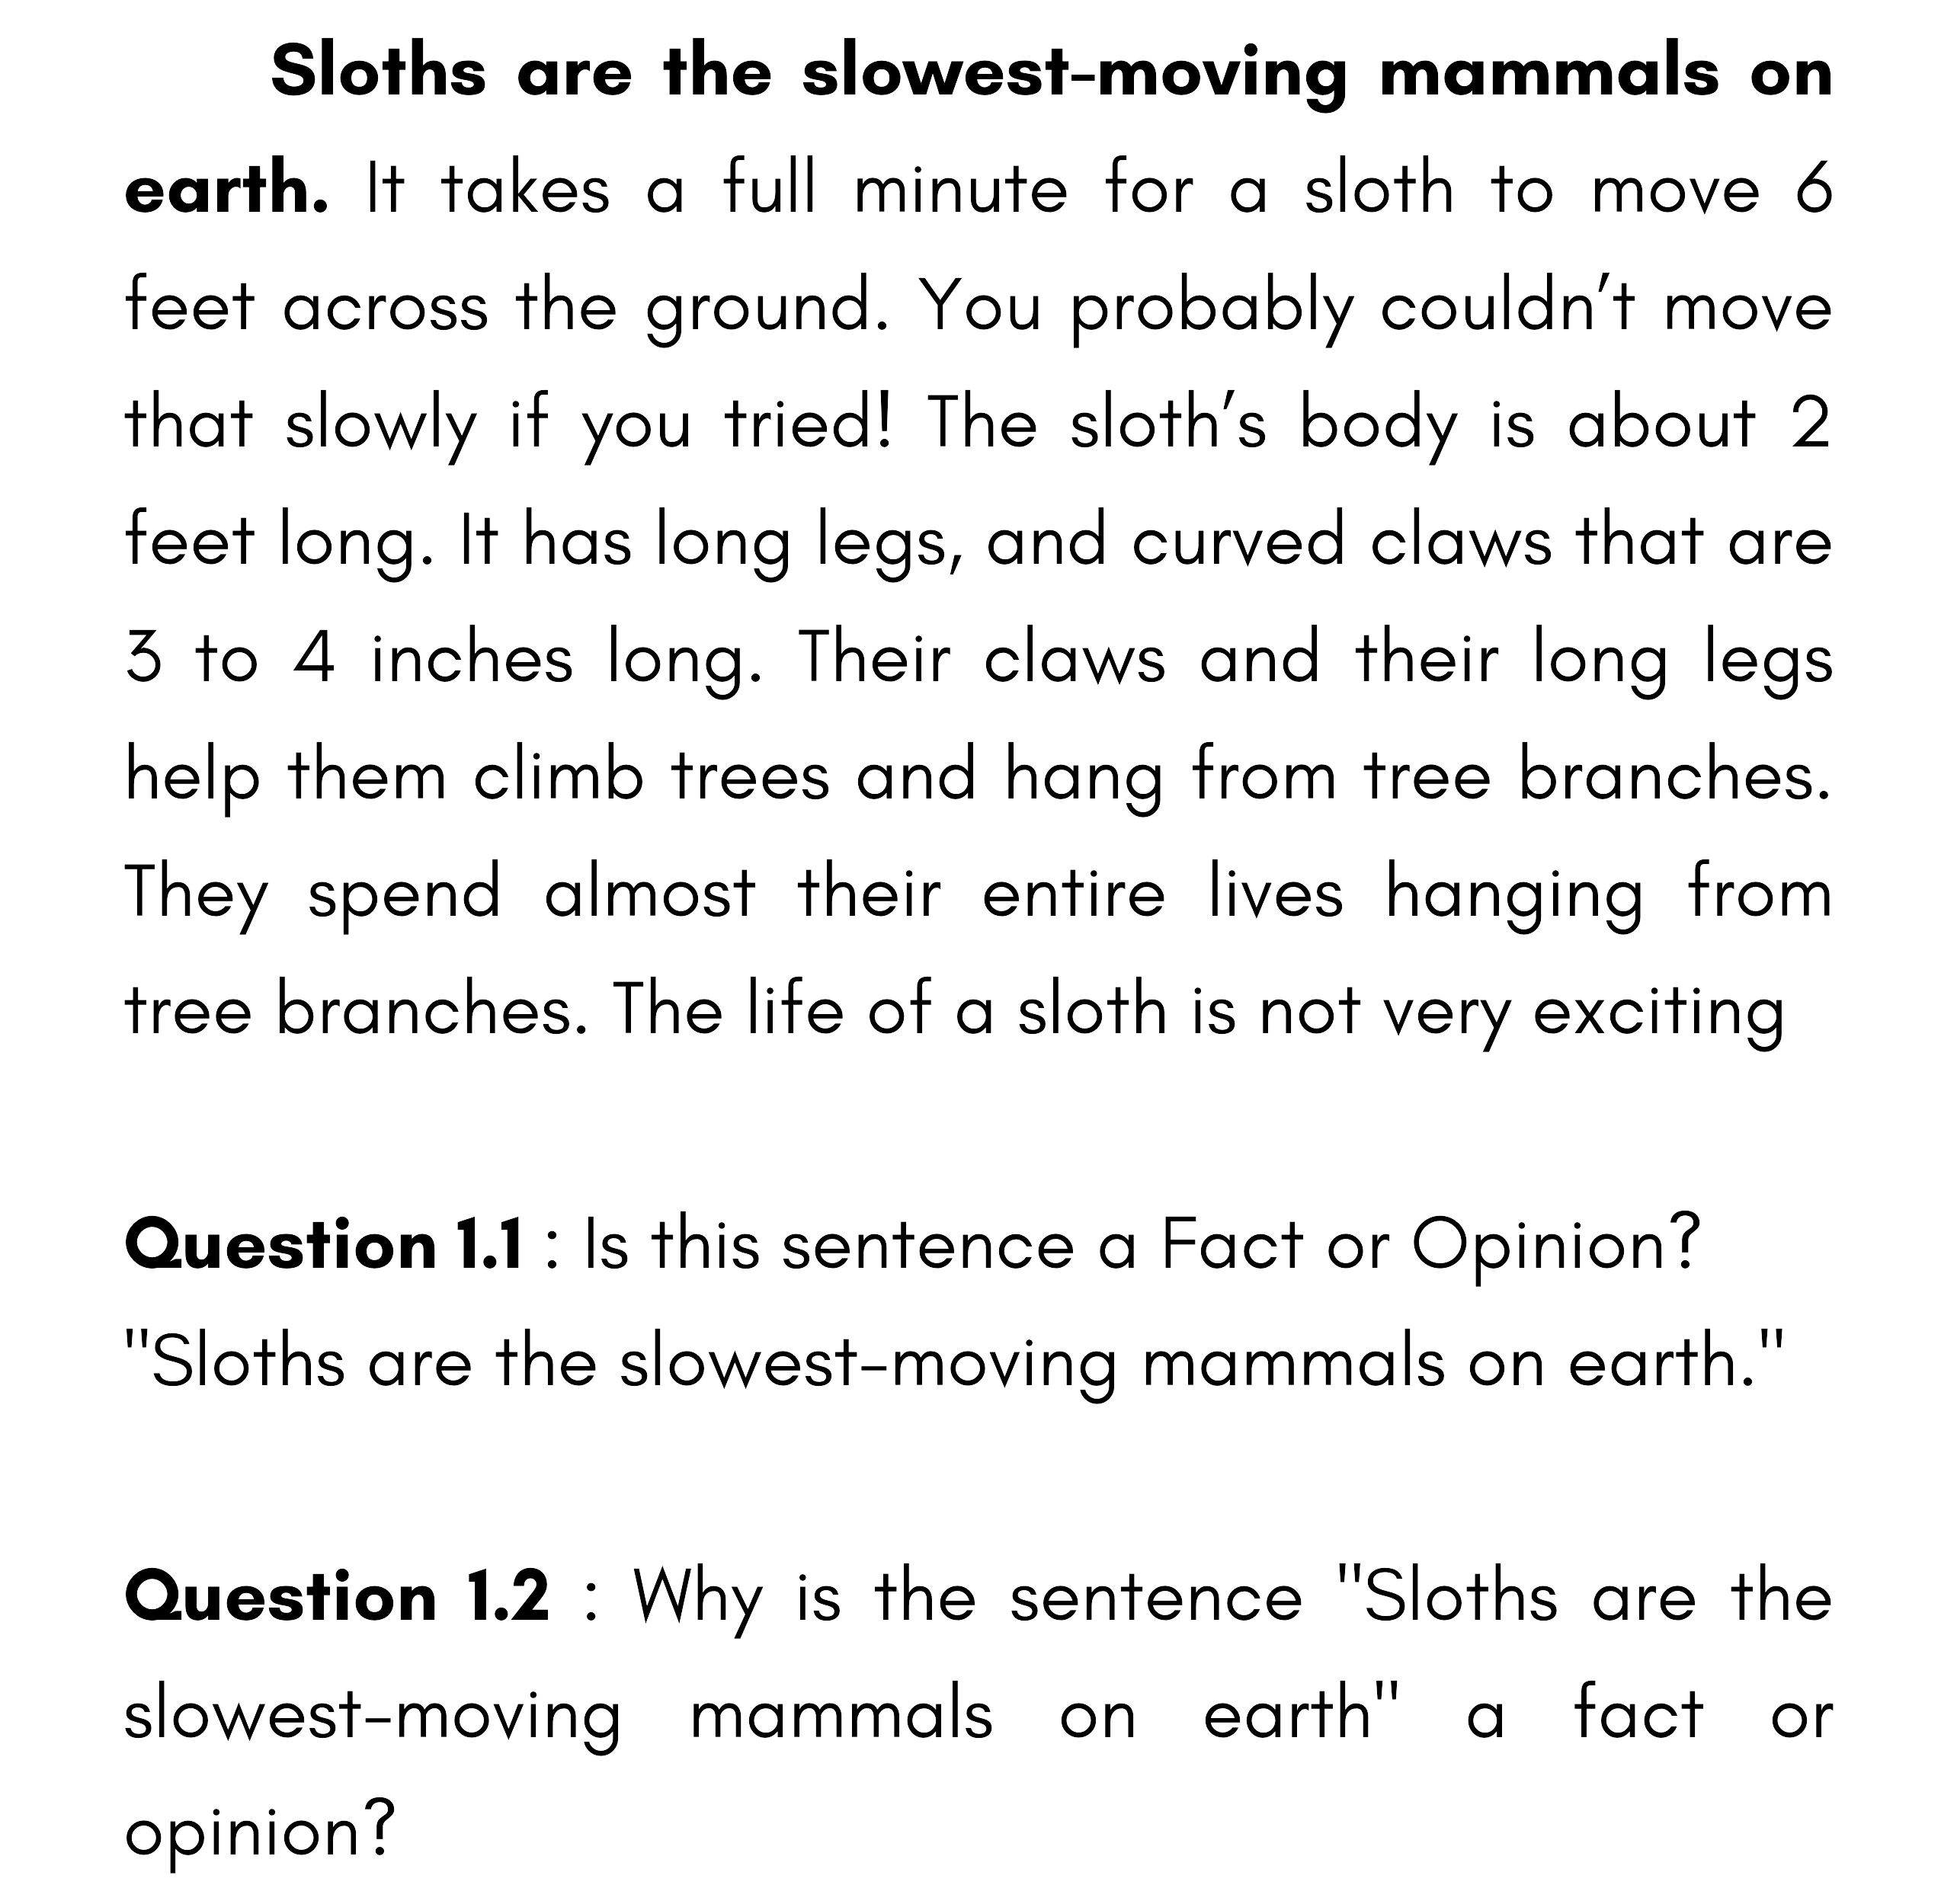 Sloths are the slowest-moving mammals on
earth. It takes a full minute for a sloth to move 6
feet across the ground. You probably couldn’t move
that slowly if you tried! The sloth’s body is about 2
feet long. It has long legs, and curved claws that are
3 to 4 inches long. Their claws and their long legs
help them climb trees and hang from tree branches.
They spend almost their entire lives hanging from
tree branches. The life of a sloth is not very exciting
Question 1.1 : Is this sentence a Fact or Opinion?
"Sloths are the slowest-moving mammals on earth."
Question 1.2 : Why is the sentence "Sloths are the
slowest-moving mammals on earth" a fact or
opinion?